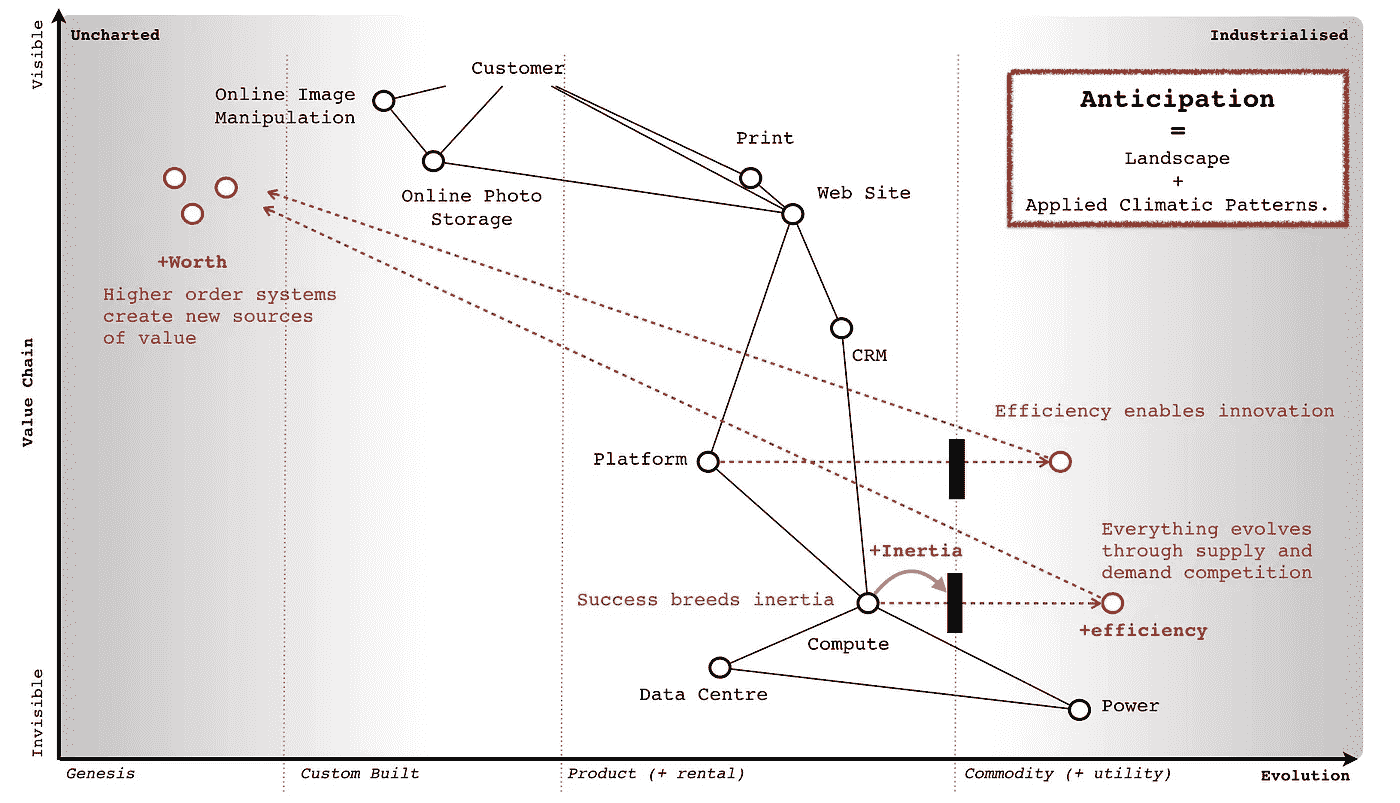 Visible
Uncharted
Industrialised
Customer
Online Image
Manipulation
Anticipation
=
Landscape
+
Applied Climatic Patterns.
Print
Web Site
Online Photo
Storage
+Worth
Higher order systems
create new sources
of value
Value Chain
CRM
Efficiency enables innovation
Platform
Everything evolves
through supply and
demand competition
+Inertia
Success breeds inertia
+efficiency
Compute
Data Centre
Power
Invisible
Genesis
Custom Built
Product (+ rental)
Commodity (+ utility)
Evolution